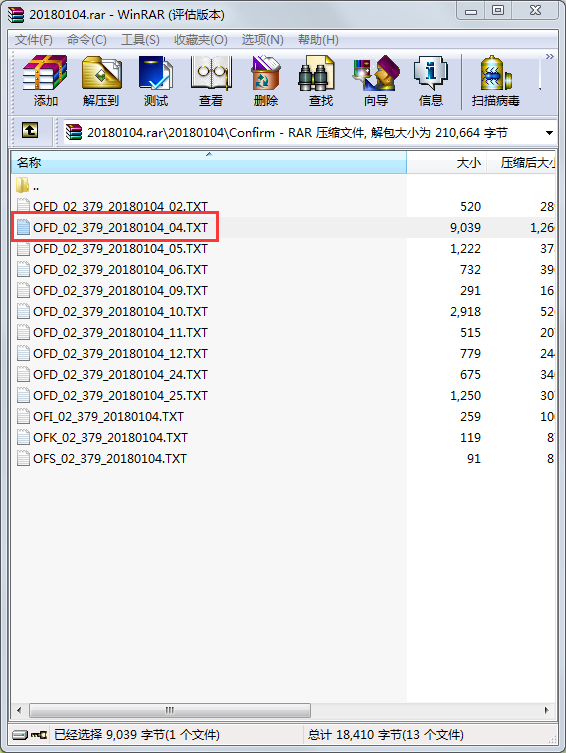 20180104.rar - WinRAR (评估版本)
文件(F) 命令(C) 工具(S) 收藏夹(O) 选项(N) 帮助(H)
添加 解压到 测试 查看 删除 查找 向导 信息 扫描病毒
20180104.rar\20180104\Confirm - RAR 压缩文件, 解包大小为 210,664 字节
名称 大小 压缩后大小
..
OFD_02_379_20180104_02.TXT 520 28
OFD_02_379_20180104_04.TXT 9,039 1,26
OFD_02_379_20180104_05.TXT 1,222 37
OFD_02_379_20180104_06.TXT 732 39
OFD_02_379_20180104_09.TXT 291 16
OFD_02_379_20180104_10.TXT 2,918 52
OFD_02_379_20180104_11.TXT 515 20
OFD_02_379_20180104_12.TXT 779 24
OFD_02_379_20180104_24.TXT 675 34
OFD_02_379_20180104_25.TXT 1,250 30
OFI_02_379_20180104.TXT 259 10
OFK_02_379_20180104.TXT 119 8
OFS_02_379_20180104.TXT 91 8
已经选择 9,039 字节(1 个文件) 总计 18,410 字节(13 个文件)